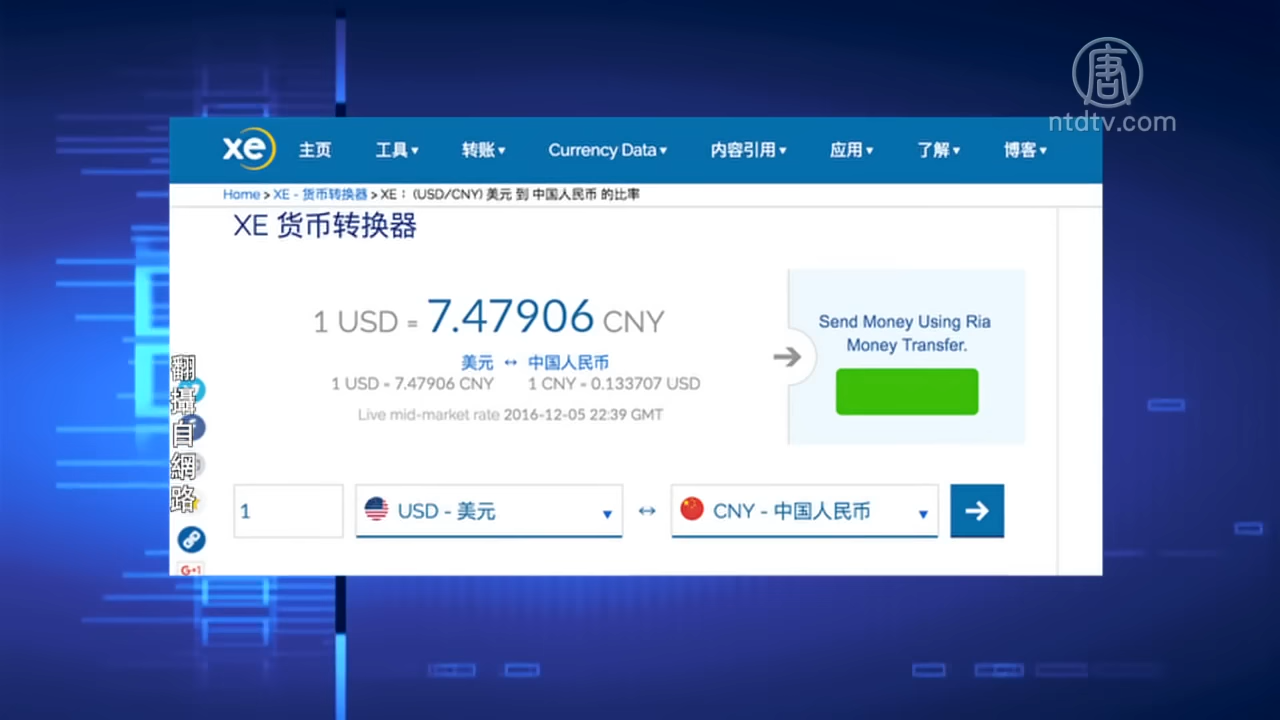 唐
ntdtv.com
xe 主页 工具 转账 Currency Data 内容引用 应用 了解 博客
Home > XE - 货币转换器 > XE : (USD/CNY) 美元 到 中国人民币 的比率
XE 货币转换器
1 USD = 7.47906 CNY
美元 ↔ 中国人民币
1 USD = 7.47906 CNY 1 CNY = 0.133707 USD
Live mid-market rate 2016-12-05 22:39 GMT
Send Money Using Ria
Money Transfer.
1 USD - 美元 ↔ CNY - 中国人民币
翻攝自網路
G+1